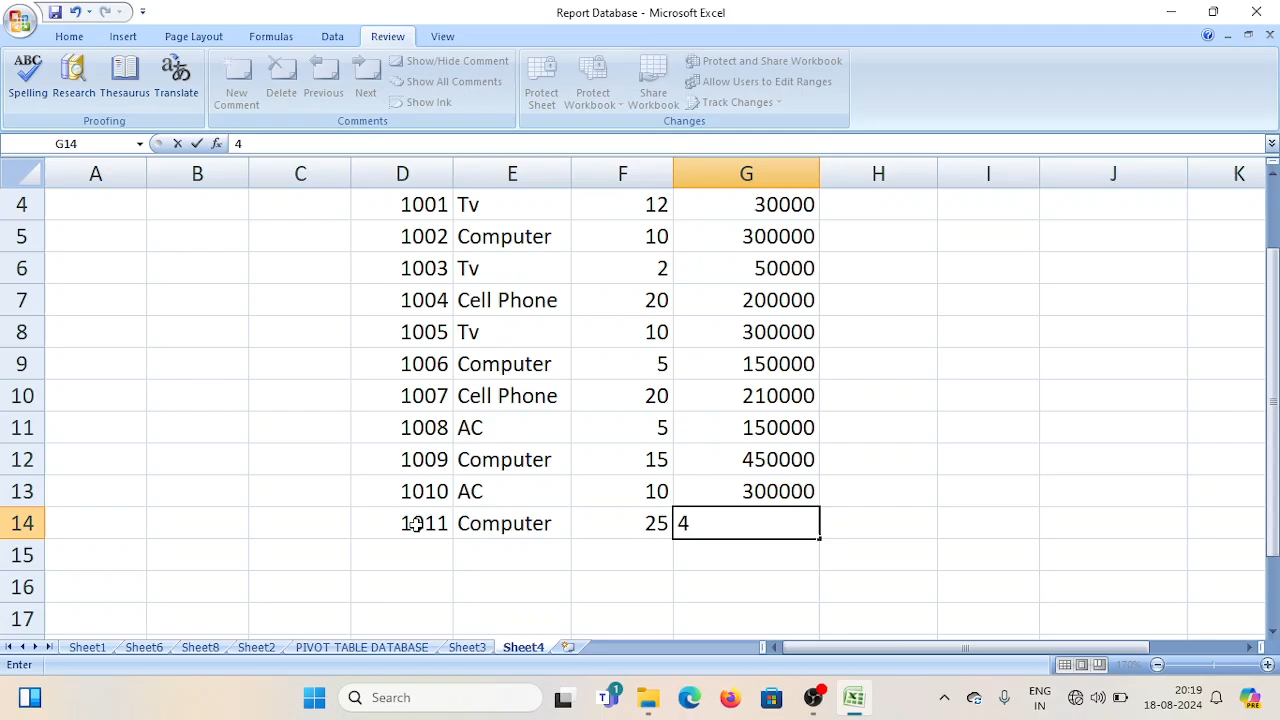 Report Database - Microsoft Excel
Home Insert Page Layout Formulas Data Review View
ABC
Spelling Research Thesaurus Translate
Proofing
New Comment Delete Previous Next
Show/Hide Comment
Show All Comments
Show Ink
Comments
Protect Sheet Protect Workbook Share Workbook
Protect and Share Workbook
Allow Users to Edit Ranges
Track Changes
Changes
G14 fx 4
A B C D E F G H I J K
4 1001 Tv 12 30000
5 1002 Computer 10 300000
6 1003 Tv 2 50000
7 1004 Cell Phone 20 200000
8 1005 Tv 10 300000
9 1006 Computer 5 150000
10 1007 Cell Phone 20 210000
11 1008 AC 5 150000
12 1009 Computer 15 450000
13 1010 AC 10 300000
14 1011 Computer 25 4
15
16
17
Sheet1 Sheet6 Sheet8 Sheet2 PIVOT TABLE DATABASE Sheet3 Sheet4
Enter 170%
Search 1 ENG IN 20:19 18-08-2024 PRE